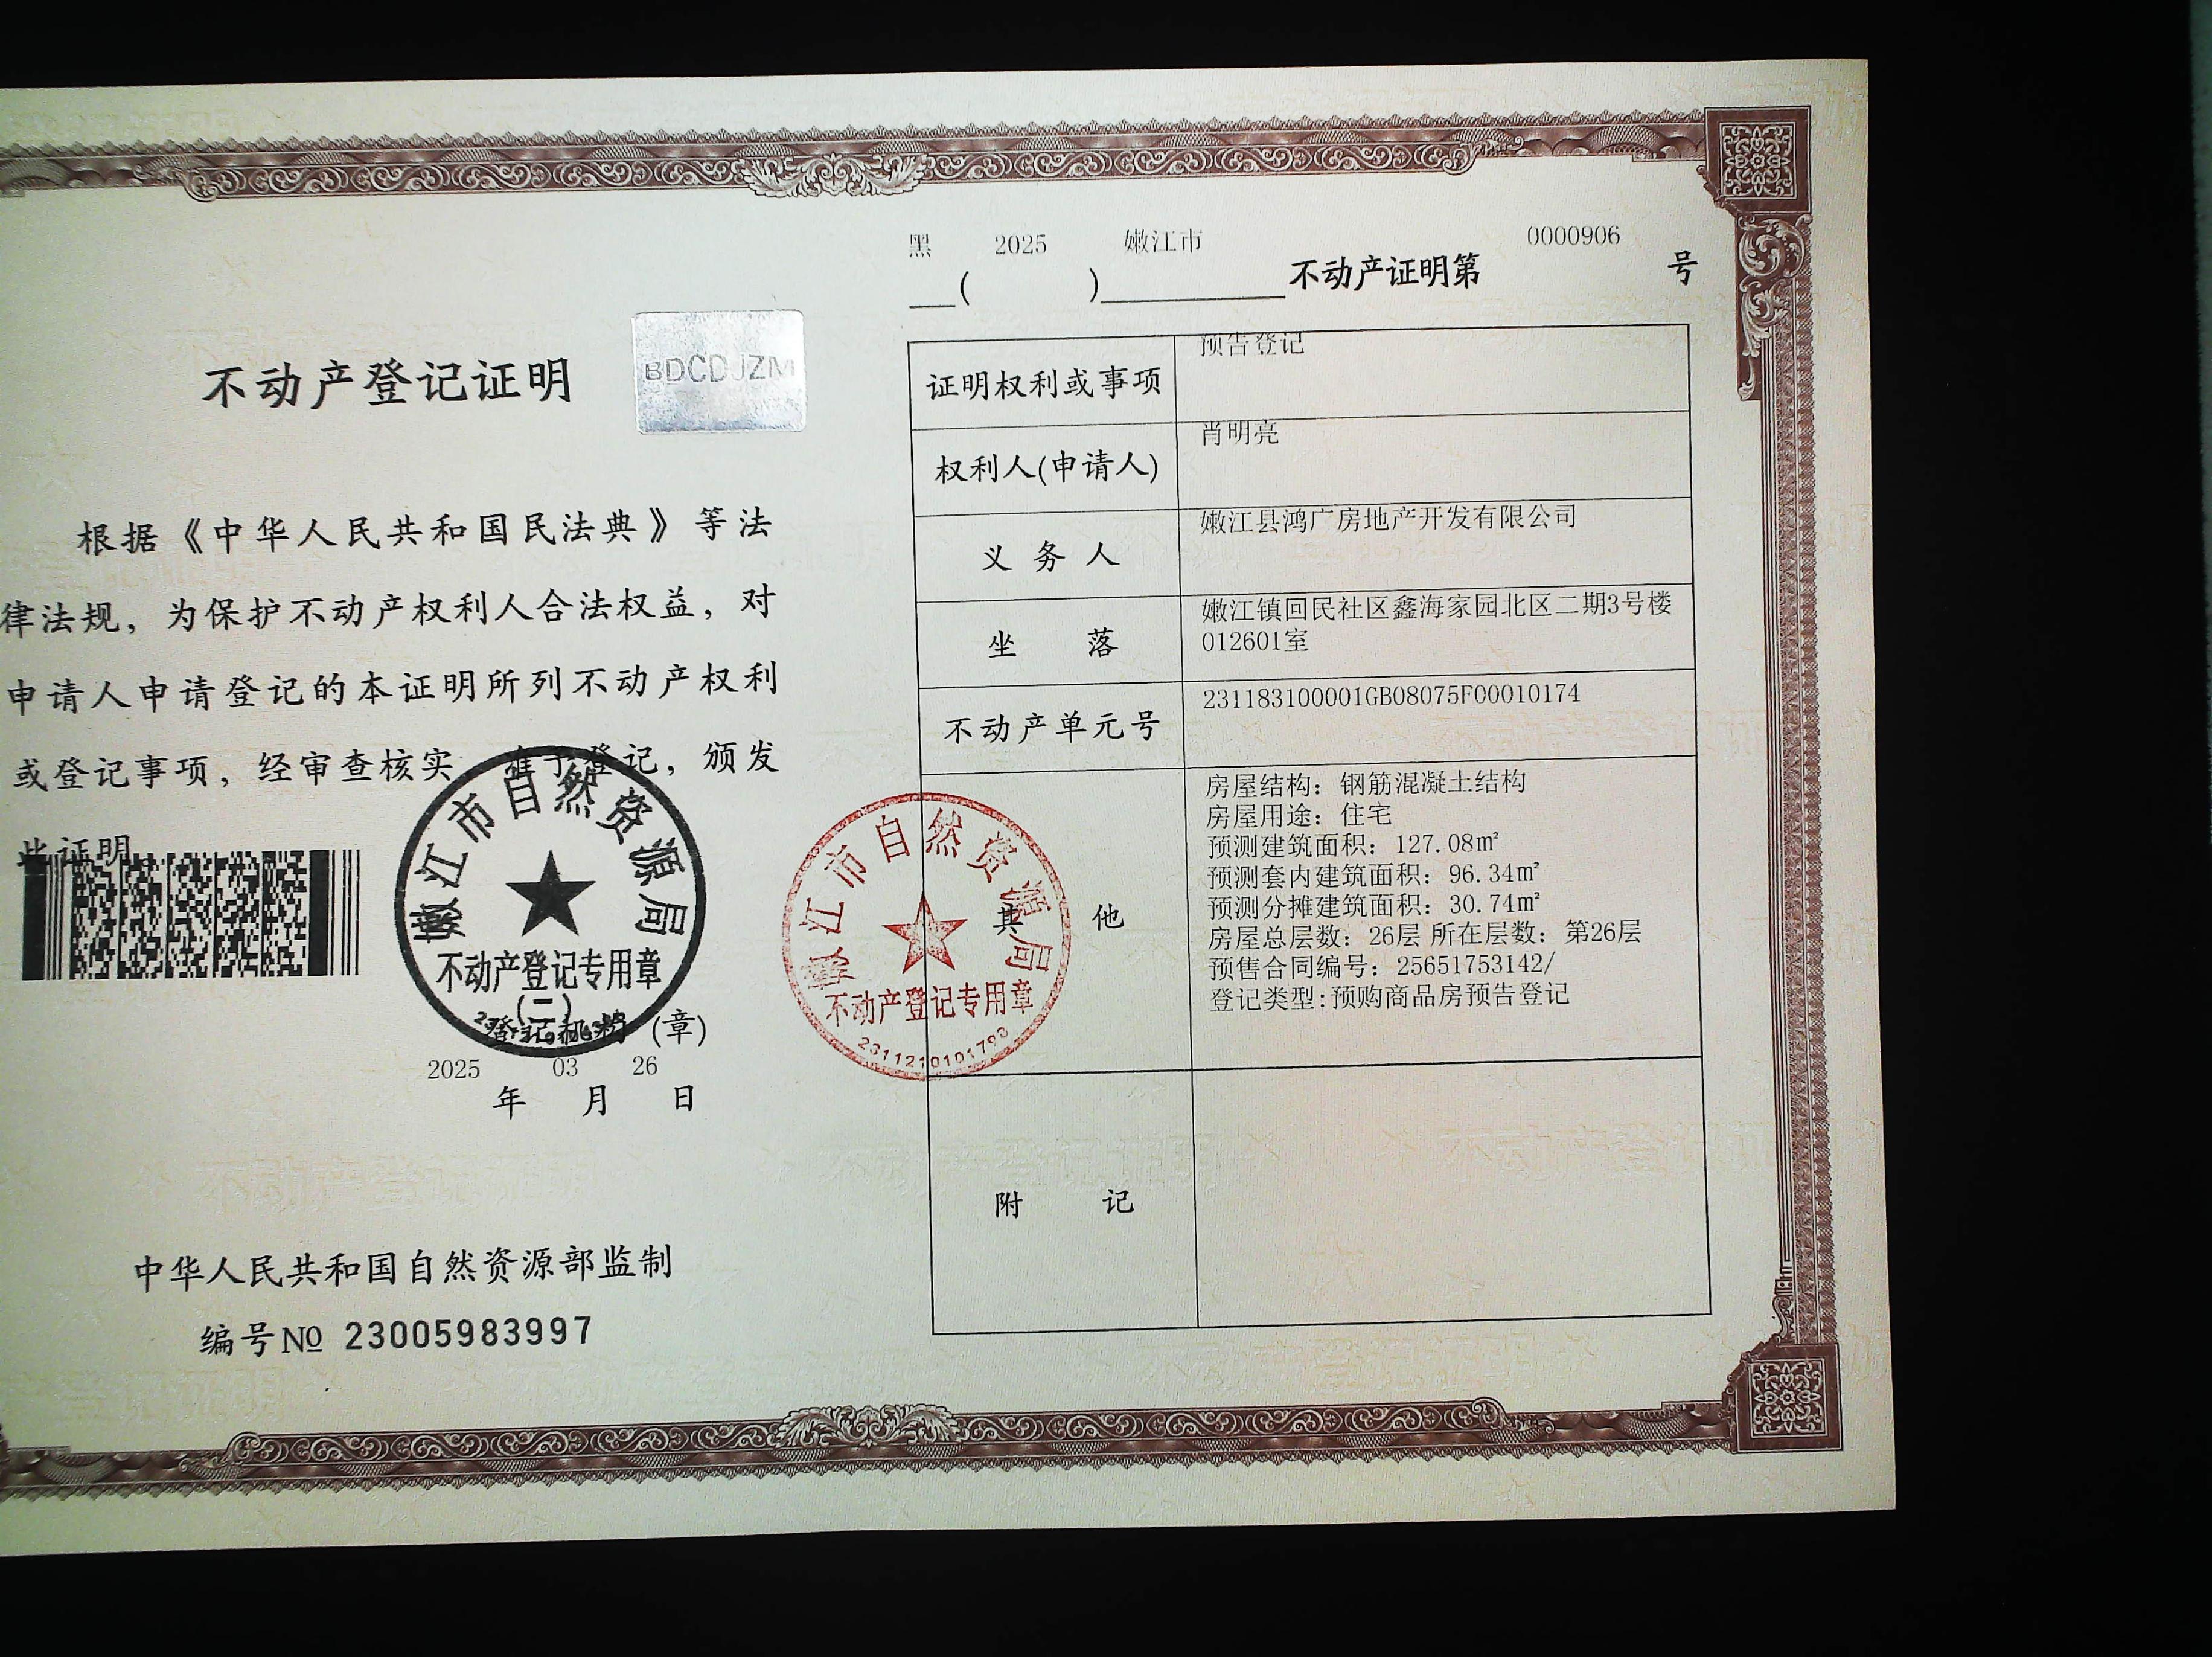 不动产登记证明
BDCDJZM
根据《中华人民共和国民法典》等法
律法规，为保护不动产权利人合法权益，对
申请人申请登记的本证明所列不动产权利
或登记事项，经审查核实，准予登记，颁发
此证明。
嫩江市自然资源局
不动产登记专用章
(二)
登记机构 (章)
2025 03 26
年 月 日
中华人民共和国自然资源部监制
编号№ 23005983997
黑 2025 嫩江市 0000906
( ) 不动产证明第 号
证明权利或事项 预告登记
权利人(申请人) 肖明亮
义务人 嫩江县鸿广房地产开发有限公司
坐落 嫩江镇回民社区鑫海家园北区二期3号楼
012601室
不动产单元号 231183100001GB08075F00010174
其他
房屋结构：钢筋混凝土结构
房屋用途：住宅
预测建筑面积：127.08㎡
预测套内建筑面积：96.34㎡
预测分摊建筑面积：30.74㎡
房屋总层数：26层 所在层数：第26层
预售合同编号：25651753142/
登记类型:预购商品房预告登记
嫩江市自然资源局
不动产登记专用章
2311210101793
附记